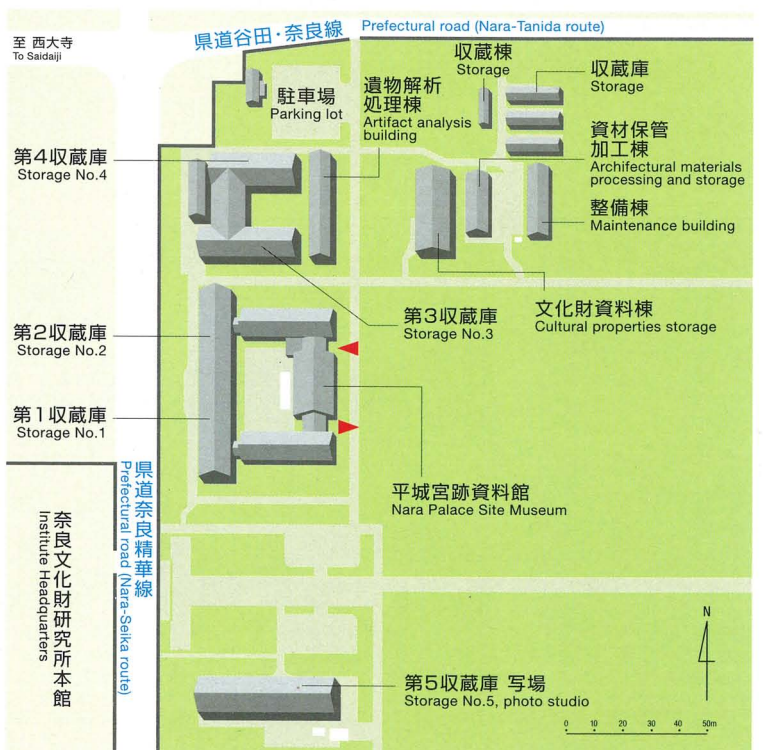 県道谷田・奈良線
Prefectural road (Nara-Tanida route)
至 西大寺
To Saidaiji
収蔵棟
Storage
収蔵庫
Storage
駐車場
Parking lot
遺物解析
処理棟
Artifact analysis
building
資材保管
加工棟
Architectural materials
processing and storage
第4収蔵庫
Storage No.4
整備棟
Maintenance building
文化財資料棟
Cultural properties storage
第3収蔵庫
Storage No.3
第2収蔵庫
Storage No.2
第1収蔵庫
Storage No.1
平城宮跡資料館
Nara Palace Site Museum
県道奈良精華線
Prefectural road (Nara-Seika route)
奈良文化財研究所本館
Institute Headquarters
第5収蔵庫 写場
Storage No.5, photo studio
N
0 10 20 30 40 50m